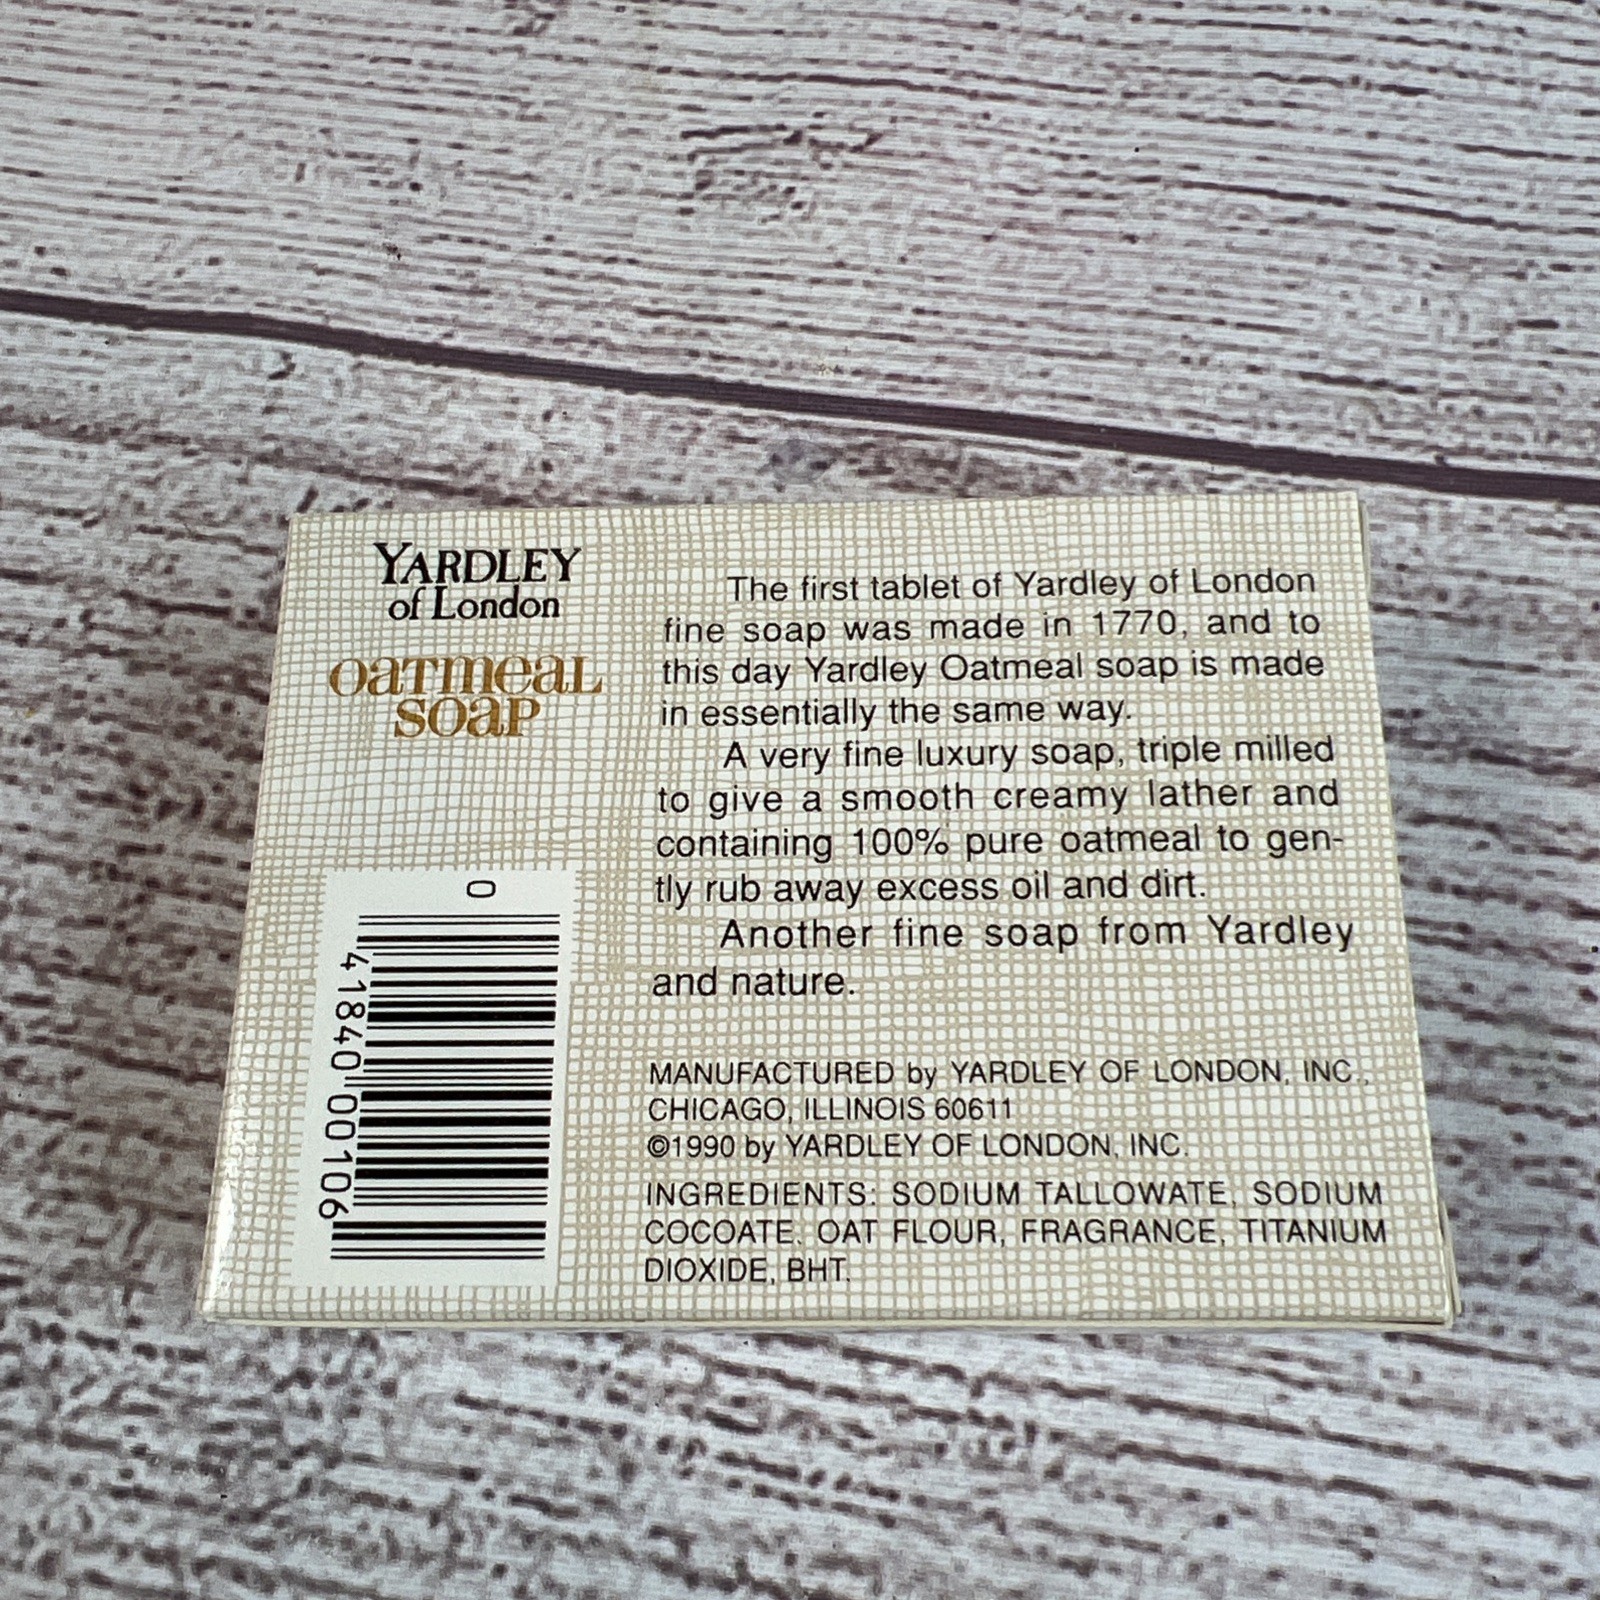 YARDLEY
of London
oatmeal
soap
0
41840 00106
The first tablet of Yardley of London
fine soap was made in 1770, and to
this day Yardley Oatmeal soap is made
in essentially the same way.
A very fine luxury soap, triple milled
to give a smooth creamy lather and
containing 100% pure oatmeal to gen-
tly rub away excess oil and dirt.
Another fine soap from Yardley
and nature.
MANUFACTURED by YARDLEY OF LONDON, INC.,
CHICAGO, ILLINOIS 60611
©1990 by YARDLEY OF LONDON, INC.
INGREDIENTS: SODIUM TALLOWATE, SODIUM
COCOATE, OAT FLOUR, FRAGRANCE, TITANIUM
DIOXIDE, BHT.